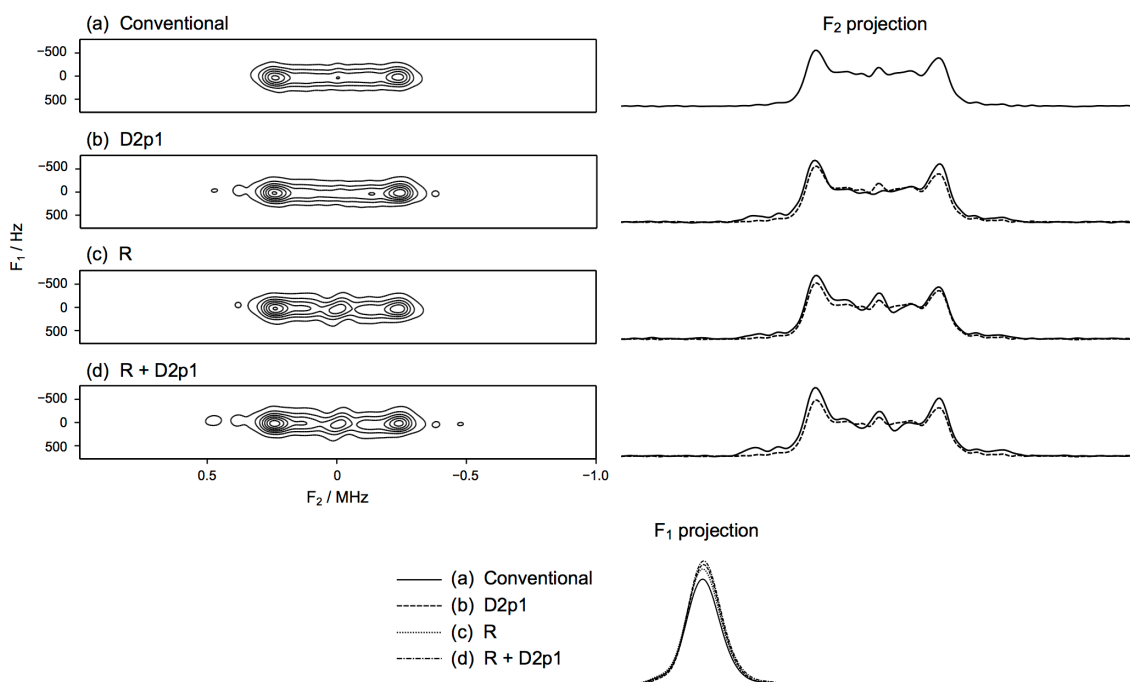 (a) Conventional
F₂ projection
−500
0
500
(b) D2p1
−500
0
500
(c) R
−500
0
500
(d) R + D2p1
−500
0
500
F₁ / Hz
0.5
0
−0.5
−1.0
F₂ / MHz
F₁ projection
(a) Conventional
(b) D2p1
(c) R
(d) R + D2p1